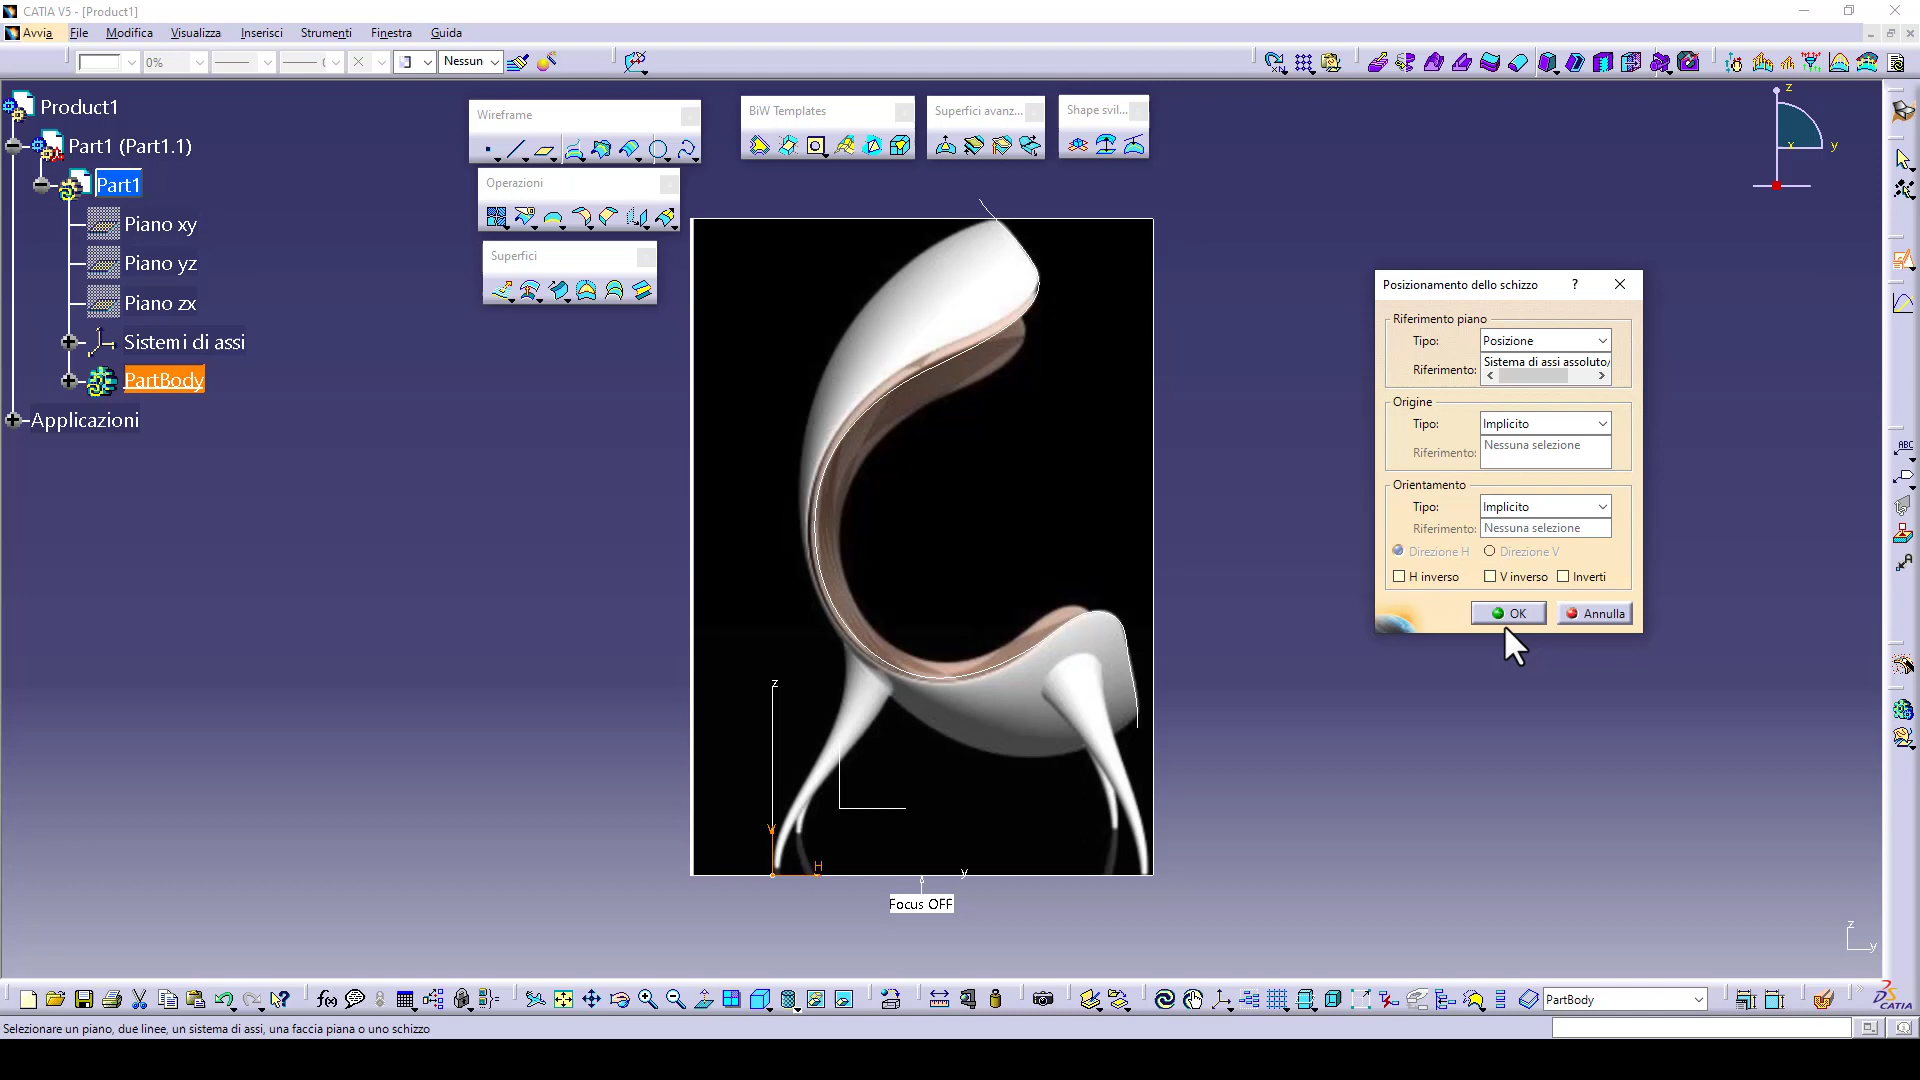 CATIA V5 - [Product1]
Avvia File Modifica Visualizza Inserisci Strumenti Finestra Guida
0% Nessun
Product1
Part1 (Part1.1)
Part1
Piano xy
Piano yz
Piano zx
Sistemi di assi
PartBody
Applicazioni
Wireframe
Operazioni
Superfici
BiW Templates
Superfici avanz...
Shape svil...
z
y
x
Posizionamento dello schizzo ?
Riferimento piano
Tipo: Posizione
Riferimento: Sistema di assi assoluto/
Origine
Tipo: Implicito
Riferimento: Nessuna selezione
Orientamento
Tipo: Implicito
Riferimento: Nessuna selezione
Direzione H Direzione V
H inverso V inverso Inverti
OK Annulla
z
V
H
y
Focus OFF
z
y
ABC
f(x)
PartBody
CATIA
Selezionare un piano, due linee, un sistema di assi, una faccia piana o uno schizzo